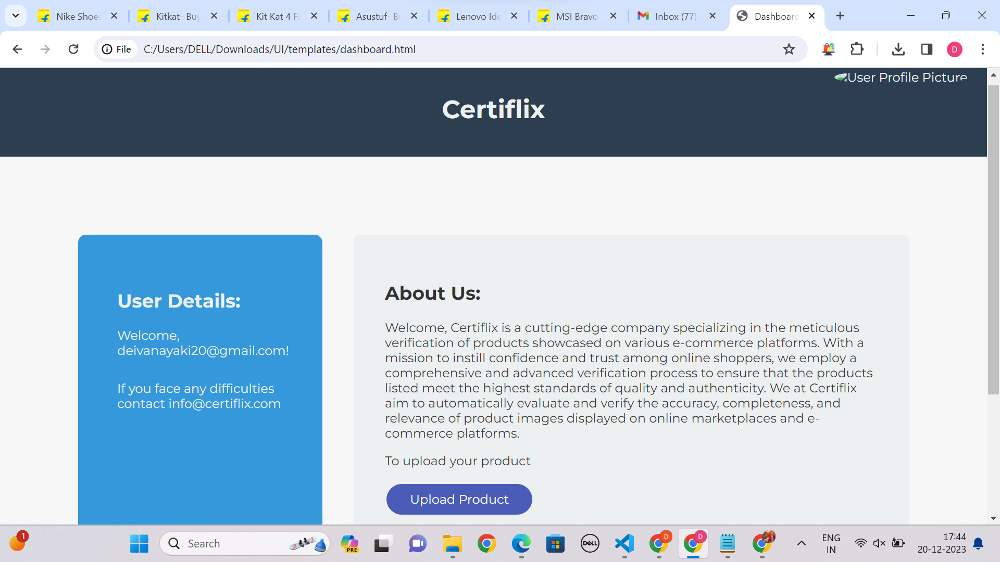 Nike Shoes
Kitkat- Buy
Kit Kat 4 Fi
Asustuf- Bu
Lenovo Ide
MSI Bravo
Inbox (77)
Dashboard
File
C:/Users/DELL/Downloads/UI/templates/dashboard.html
D
User Profile Picture
Certiflix
User Details:
Welcome,
deivanayaki20@gmail.com!
If you face any difficulties
contact info@certiflix.com
About Us:
Welcome, Certiflix is a cutting-edge company specializing in the meticulous
verification of products showcased on various e-commerce platforms. With a
mission to instill confidence and trust among online shoppers, we employ a
comprehensive and advanced verification process to ensure that the products
listed meet the highest standards of quality and authenticity. We at Certiflix
aim to automatically evaluate and verify the accuracy, completeness, and
relevance of product images displayed on online marketplaces and e-
commerce platforms.
To upload your product
Upload Product
1
Search
PRE
DELL
D
D
ENG
IN
17:44
20-12-2023